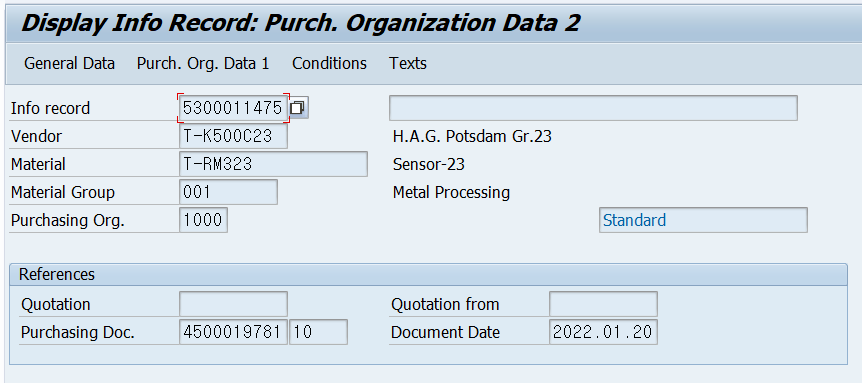 Display Info Record: Purch. Organization Data 2
General Data Purch. Org. Data 1 Conditions Texts
Info record 5300011475
Vendor T-K500C23 H.A.G. Potsdam Gr.23
Material T-RM323 Sensor-23
Material Group 001 Metal Processing
Purchasing Org. 1000 Standard
References
Quotation Quotation from
Purchasing Doc. 4500019781 10 Document Date 2022.01.20